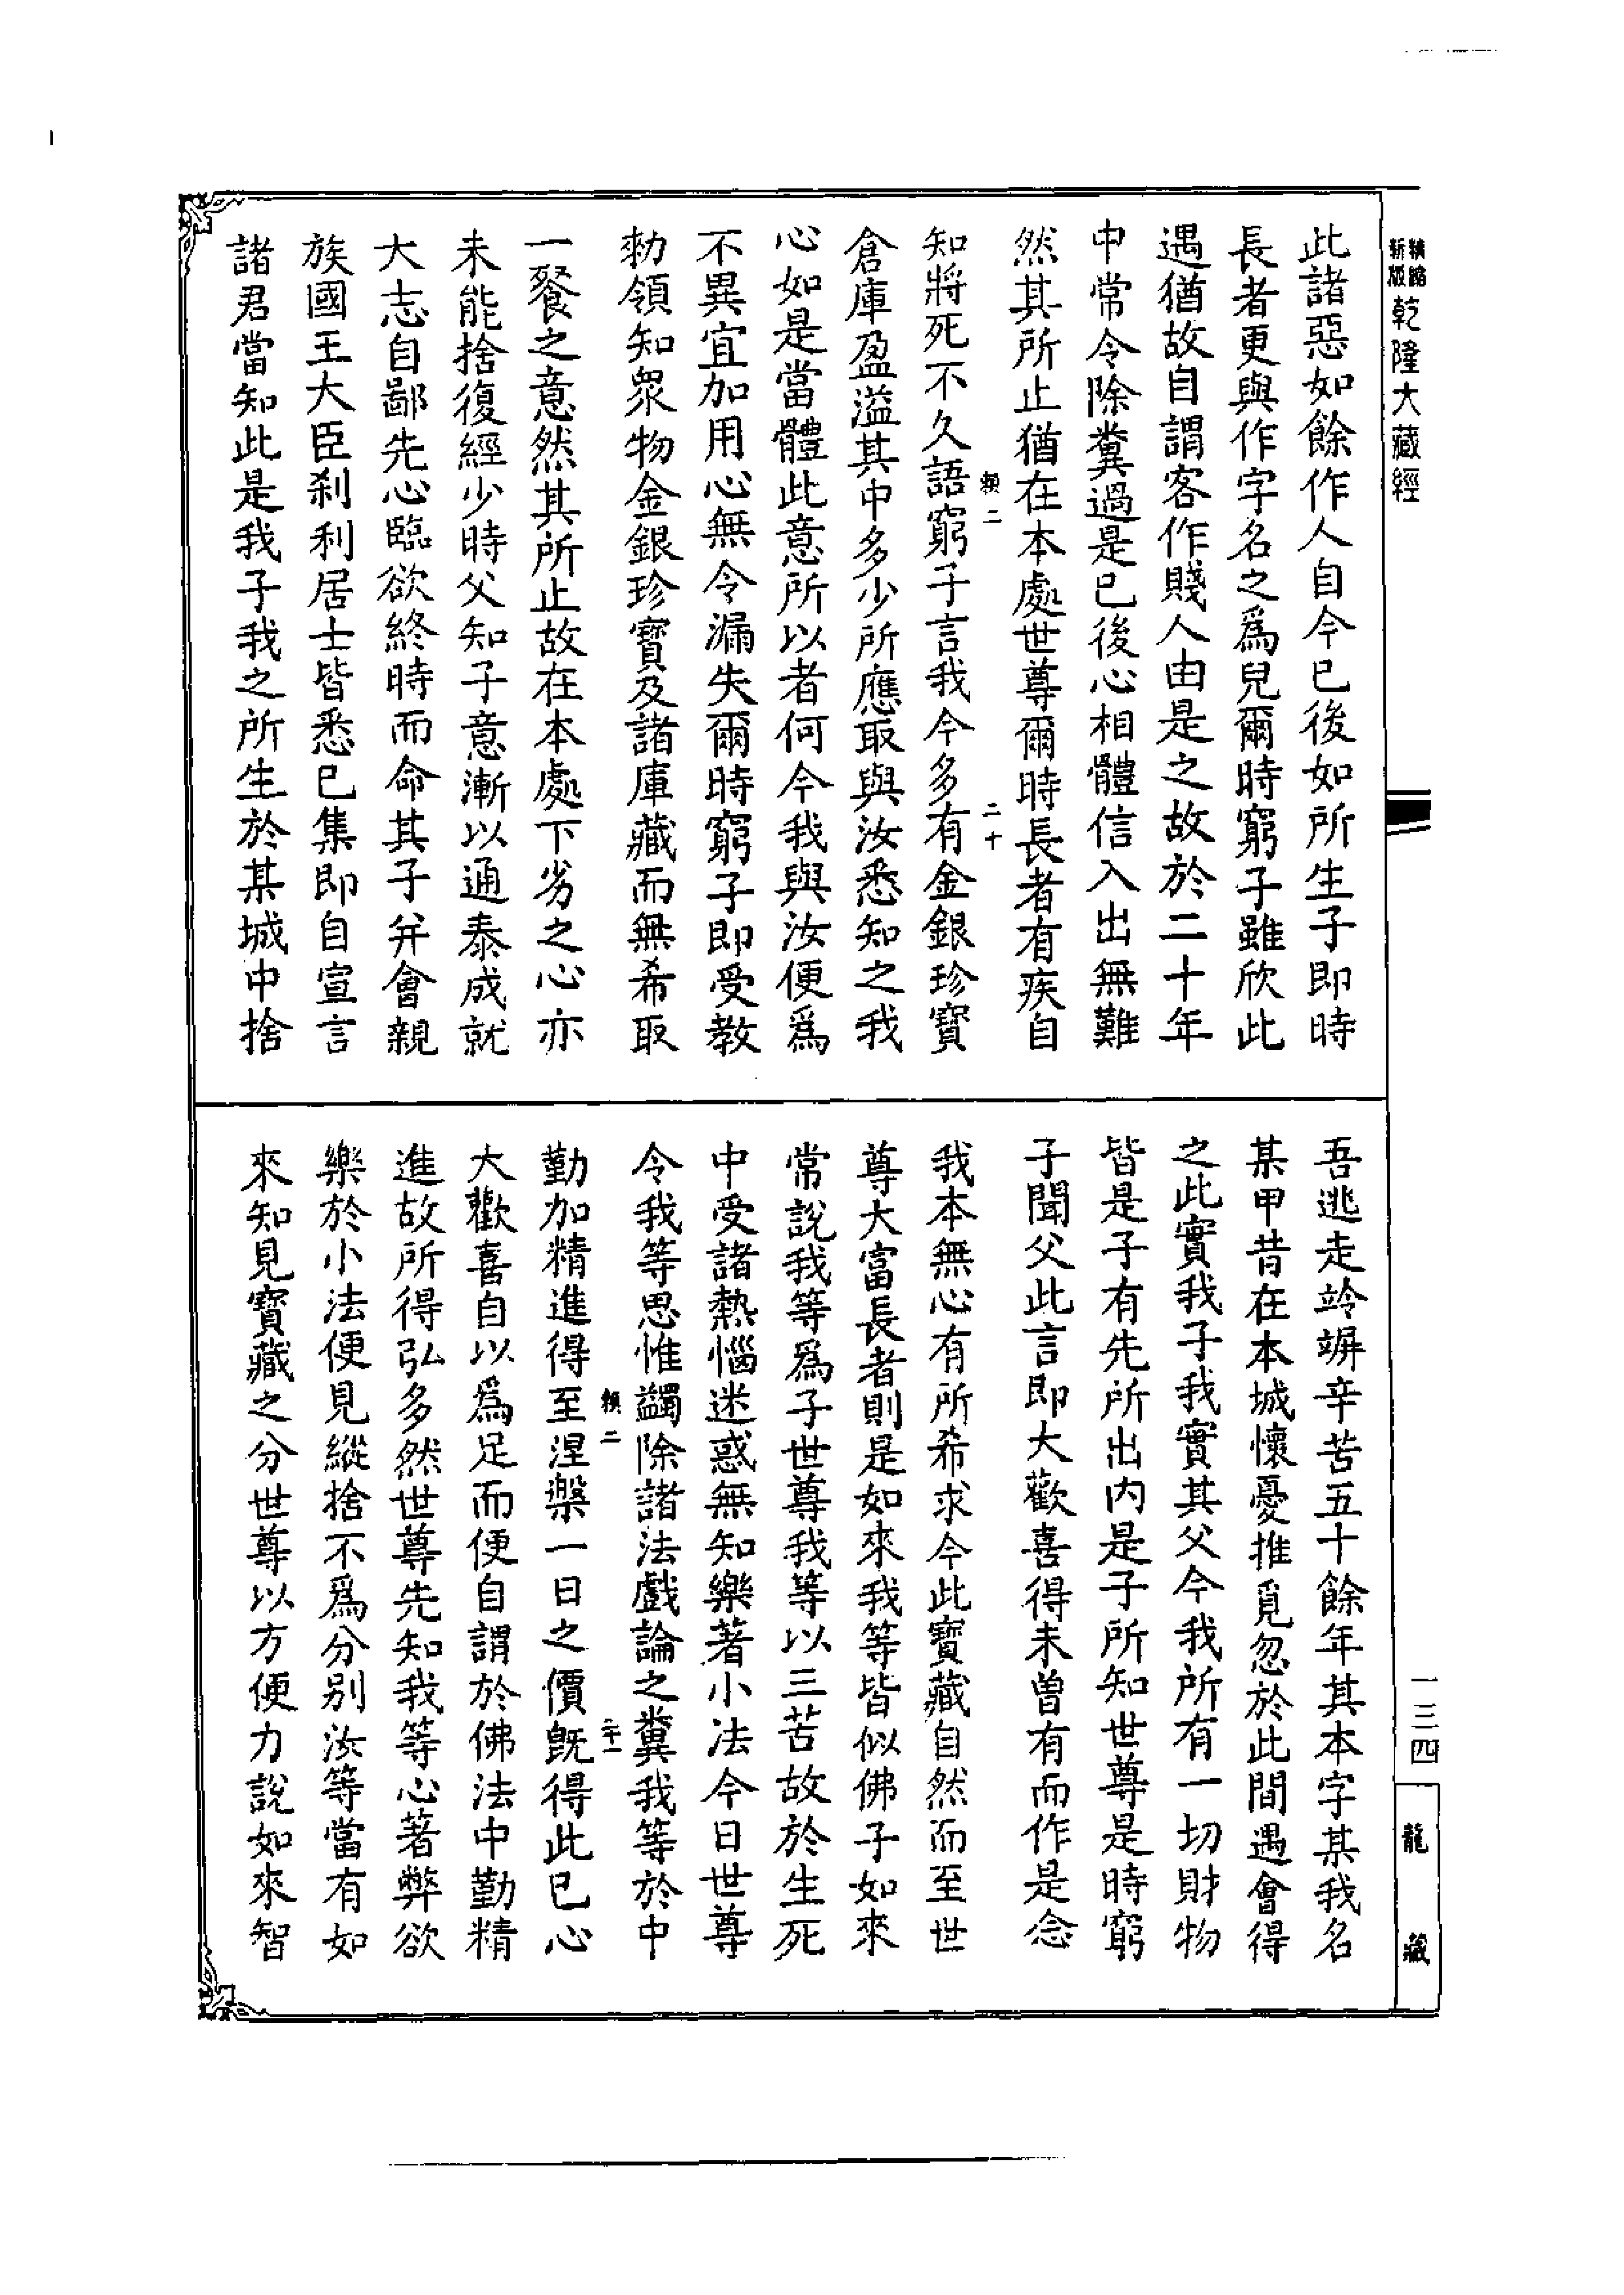 精縮
新版
乾隆大藏經
此諸惡如餘作人自今已後如所生子即時
長者更與作字名之爲兒爾時窮子雖欣此
遇猶故自謂客作賤人由是之故於二十年
中常令除糞過是已後心相體信入出無難
然其所止猶在本處世尊爾時長者有疾自
賴二
二十
知將死不久語窮子言我今多有金銀珍寶
倉庫盈溢其中多少所應取與汝悉知之我
心如是當體此意所以者何今我與汝便爲
不異宜加用心無令漏失爾時窮子即受教
勑領知衆物金銀珍寶及諸庫藏而無希取
一餐之意然其所止故在本處下劣之心亦
未能捨復經少時父知子意漸以通泰成就
大志自鄙先心臨欲終時而命其子并會親
族國王大臣刹利居士皆悉已集即自宣言
諸君當知此是我子我之所生於某城中捨
吾逃走竛竮辛苦五十餘年其本字某我名
某甲昔在本城懷憂推覓忽於此間遇會得
之此實我子我實其父今我所有一切財物
皆是子有先所出内是子所知世尊是時窮
子聞父此言即大歡喜得未曾有而作是念
我本無心有所希求今此寶藏自然而至世
尊大富長者則是如來我等皆似佛子如來
常說我等爲子世尊我等以三苦故於生死
中受諸熱惱迷惑無知樂著小法今日世尊
令我等思惟蠲除諸法戲論之糞我等於中
賴二
二十一
勤加精進得至涅槃一日之價既得此已心
大歡喜自以爲足而便自謂於佛法中勤精
進故所得弘多然世尊先知我等心著弊欲
樂於小法便見縱捨不爲分別汝等當有如
來知見寶藏之分世尊以方便力說如來智
一三四
龍藏